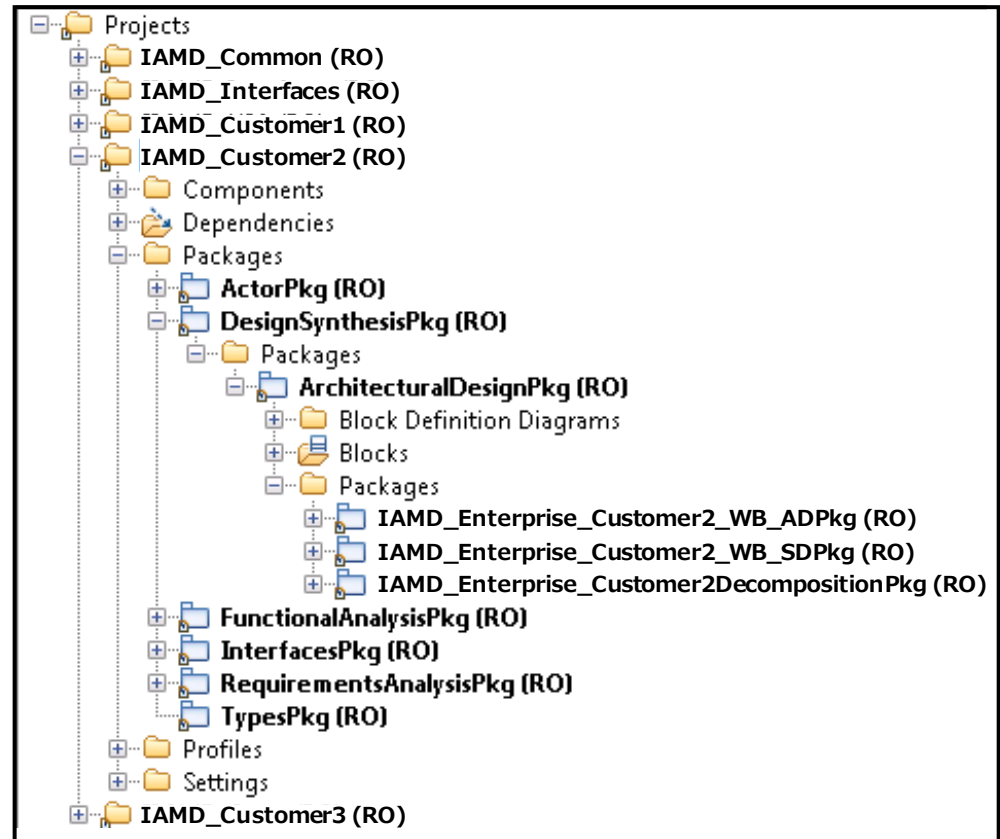 Projects
IAMD_Common (RO)
IAMD_Interfaces (RO)
IAMD_Customer1 (RO)
IAMD_Customer2 (RO)
Components
Dependencies
Packages
ActorPkg (RO)
DesignSynthesisPkg (RO)
Packages
ArchitecturalDesignPkg (RO)
Block Definition Diagrams
Blocks
Packages
IAMD_Enterprise_Customer2_WB_ADPkg (RO)
IAMD_Enterprise_Customer2_WB_SDPkg (RO)
IAMD_Enterprise_Customer2DecompositionPkg (RO)
FunctionalAnalysisPkg (RO)
InterfacesPkg (RO)
RequirementsAnalysisPkg (RO)
TypesPkg (RO)
Profiles
Settings
IAMD_Customer3 (RO)